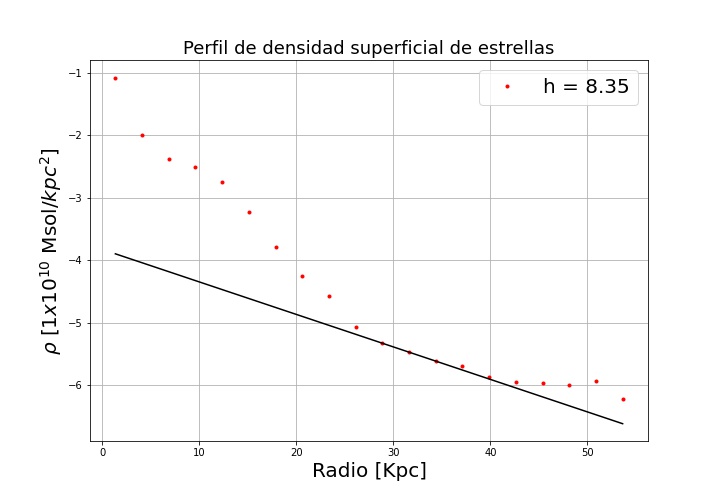 Perfil de densidad superficial de estrellas
h = 8.35
ρ [1x10¹⁰ Msol/kpc²]
−1
−2
−3
−4
−5
−6
0 10 20 30 40 50
Radio [Kpc]